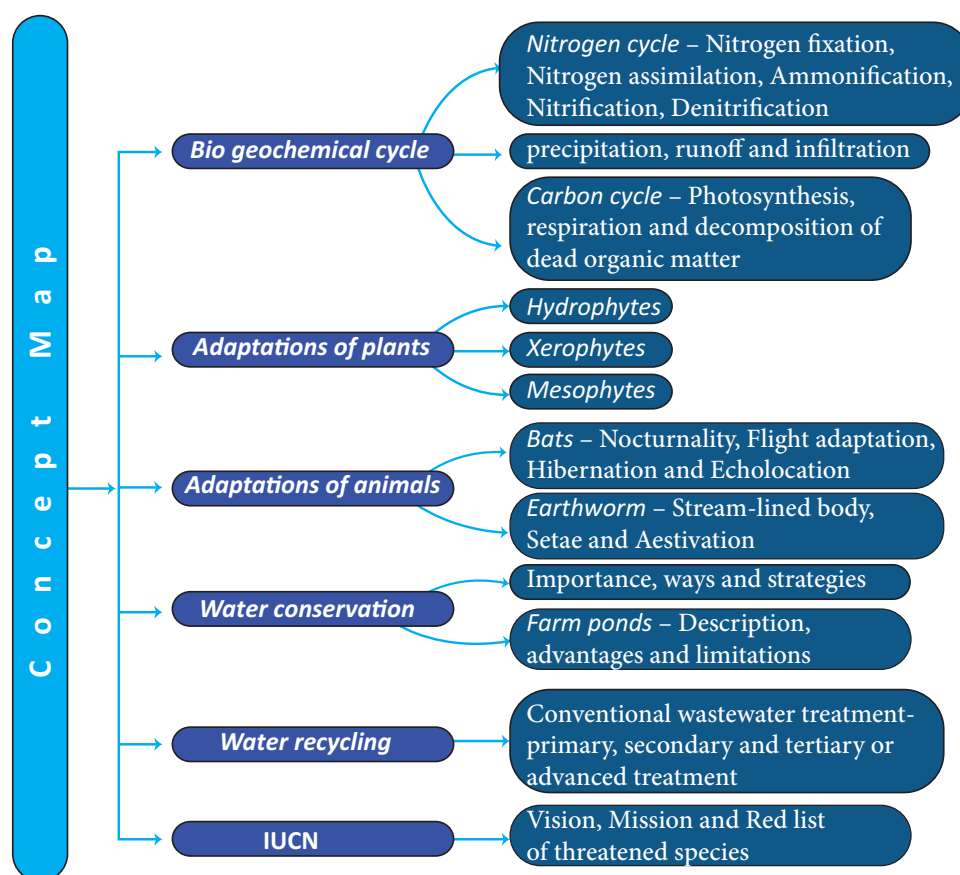 Concept Map
Bio geochemical cycle
Nitrogen cycle – Nitrogen fixation,
Nitrogen assimilation, Ammonification,
Nitrification, Denitrification
precipitation, runoff and infiltration
Carbon cycle – Photosynthesis,
respiration and decomposition of
dead organic matter
Adaptations of plants
Hydrophytes
Xerophytes
Mesophytes
Adaptations of animals
Bats – Nocturnality, Flight adaptation,
Hibernation and Echolocation
Earthworm – Stream-lined body,
Setae and Aestivation
Water conservation
Importance, ways and strategies
Farm ponds – Description,
advantages and limitations
Water recycling
Conventional wastewater treatment-
primary, secondary and tertiary or
advanced treatment
IUCN
Vision, Mission and Red list
of threatened species